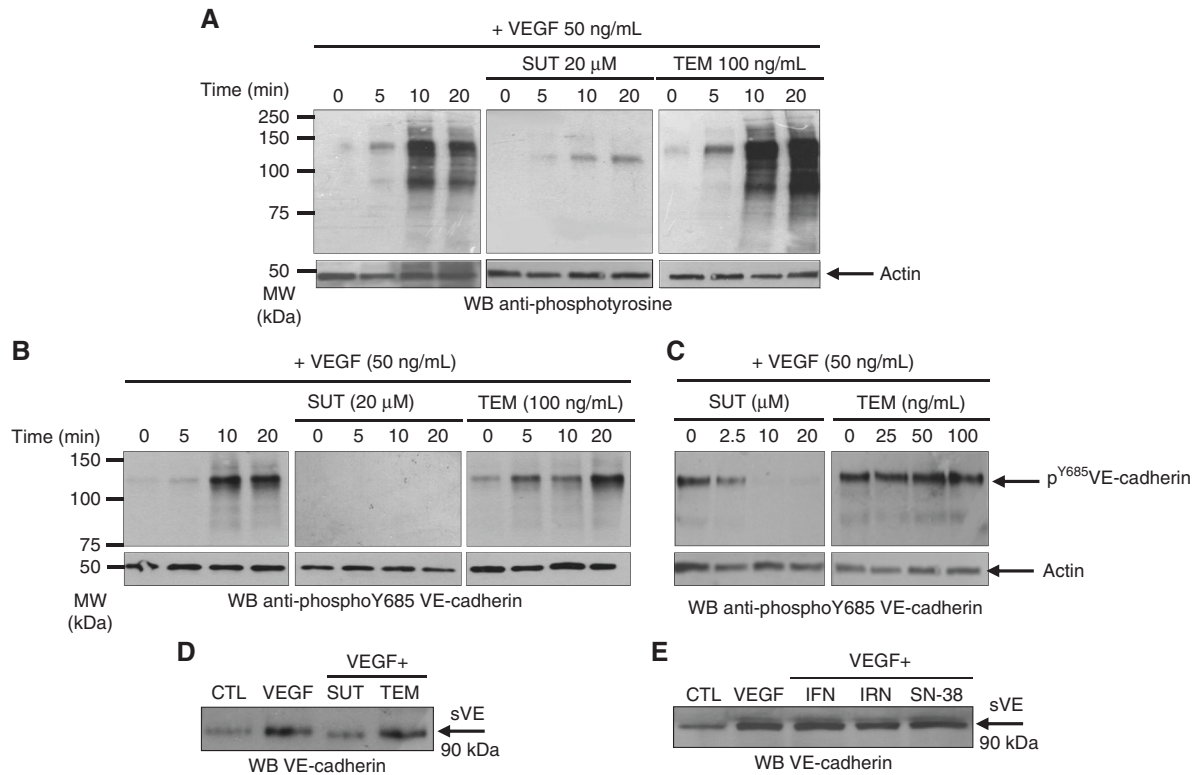 A
+ VEGF 50 ng/mL
SUT 20 μM
TEM 100 ng/mL
Time (min)
0 5 10 20 0 5 10 20 0 5 10 20
250
150
100
75
50
Actin
MW
(kDa)
WB anti-phosphotyrosine
B
+ VEGF (50 ng/mL)
SUT (20 μM)
TEM (100 ng/mL)
Time (min)
0 5 10 20 0 5 10 20 0 5 10 20
150
100
75
50
MW
(kDa)
WB anti-phosphoY685 VE-cadherin
C
+ VEGF (50 ng/mL)
SUT (μM)
TEM (ng/mL)
0 2.5 10 20 0 25 50 100
pY685VE-cadherin
Actin
WB anti-phosphoY685 VE-cadherin
D
VEGF+
CTL VEGF SUT TEM
sVE
90 kDa
WB VE-cadherin
E
VEGF+
CTL VEGF IFN IRN SN-38
sVE
90 kDa
WB VE-cadherin